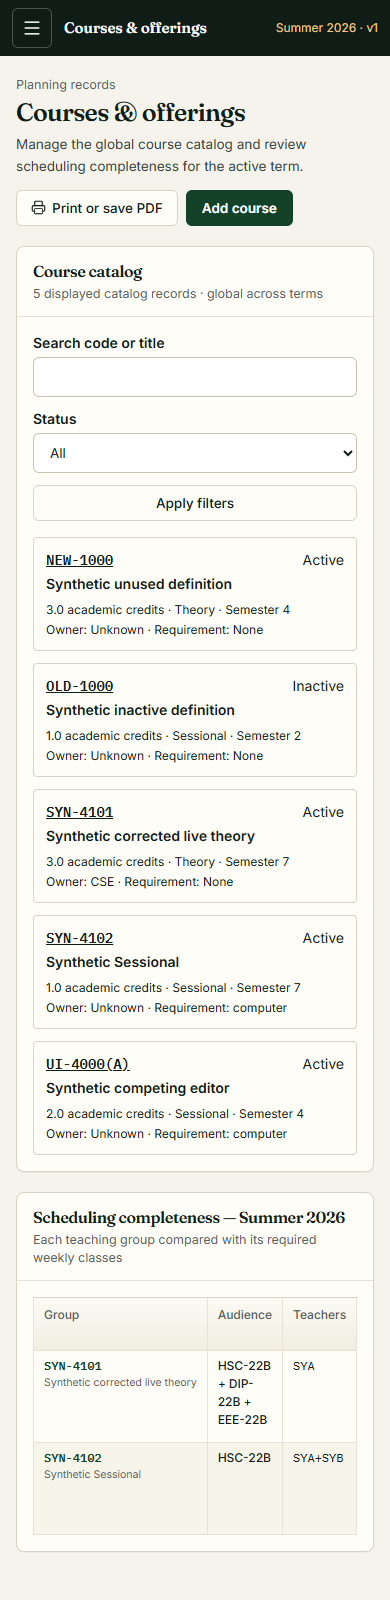 Courses & offerings
Summer 2026 · v1
Planning records
Courses & offerings
Manage the global course catalog and review
scheduling completeness for the active term.
Print or save PDF
Add course
Course catalog
5 displayed catalog records · global across terms
Search code or title
Status
All
Apply filters
NEW-1000 Active
Synthetic unused definition
3.0 academic credits · Theory · Semester 4
Owner: Unknown · Requirement: None
OLD-1000 Inactive
Synthetic inactive definition
1.0 academic credits · Sessional · Semester 2
Owner: Unknown · Requirement: None
SYN-4101 Active
Synthetic corrected live theory
3.0 academic credits · Theory · Semester 7
Owner: CSE · Requirement: None
SYN-4102 Active
Synthetic Sessional
1.0 academic credits · Sessional · Semester 7
Owner: Unknown · Requirement: computer
UI-4000(A) Active
Synthetic competing editor
2.0 academic credits · Sessional · Semester 4
Owner: Unknown · Requirement: computer
Scheduling completeness — Summer 2026
Each teaching group compared with its required
weekly classes
Group Audience Teachers
SYN-4101
Synthetic corrected live theory
HSC-22B
+ DIP-
22B +
EEE-22B
SYA
SYN-4102
Synthetic Sessional
HSC-22B
SYA+SYB